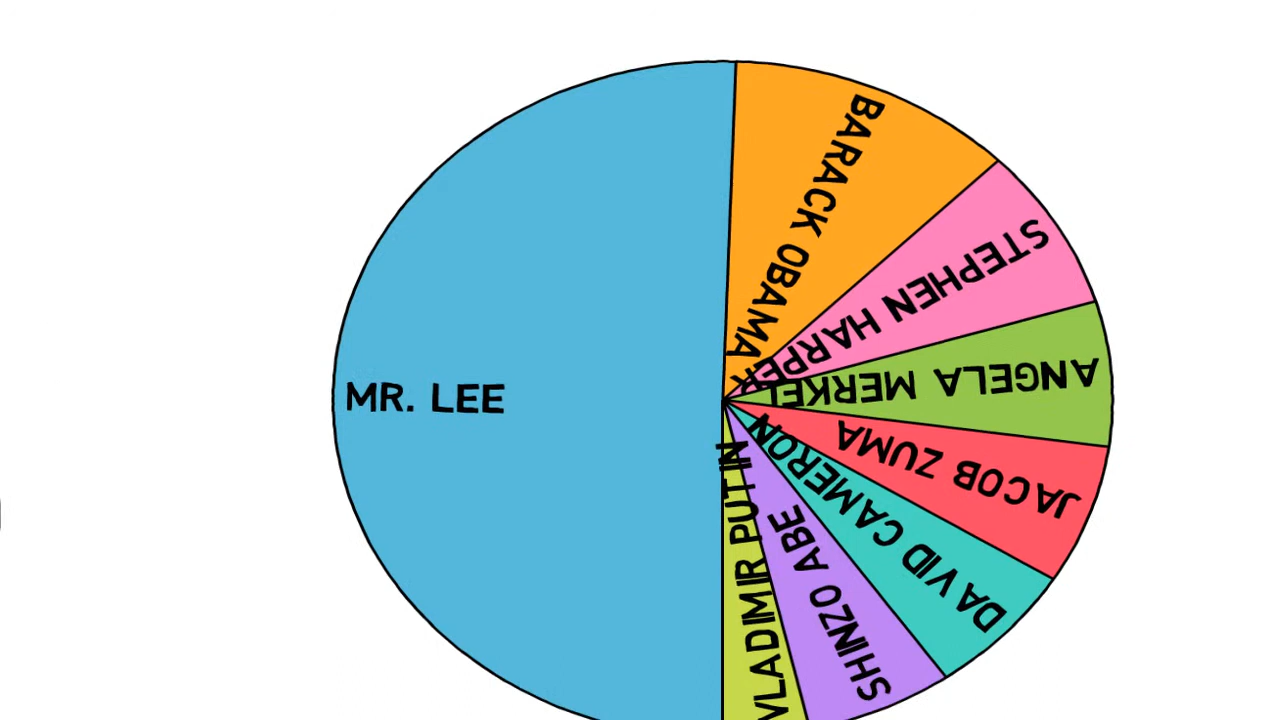 MR. LEE
BARACK OBAMA
STEPHEN HARPER
ANGELA MERKEL
JACOB ZUMA
DAVID CAMERON
SHINZO ABE
VLADIMIR PUTIN